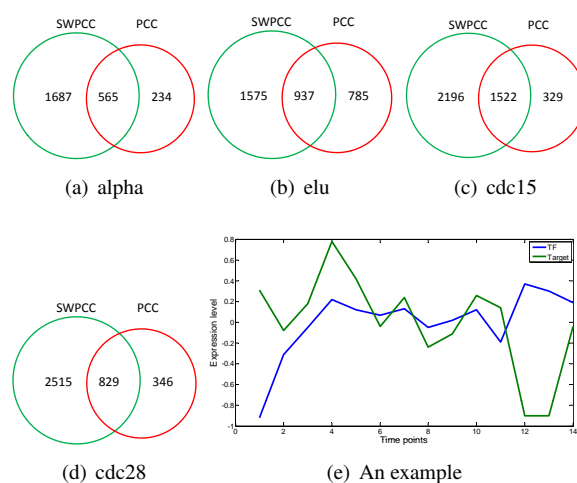 SWPCC PCC
1687 565 234
(a) alpha
SWPCC PCC
1575 937 785
(b) elu
SWPCC PCC
2196 1522 329
(c) cdc15
SWPCC PCC
2515 829 346
(d) cdc28
0.8
0.6
0.4
0.2
0
-0.2
-0.4
-0.6
-0.8
-1
Expression level
TF
Target
0 2 4 6 8 10 12 14
Time points
(e) An example